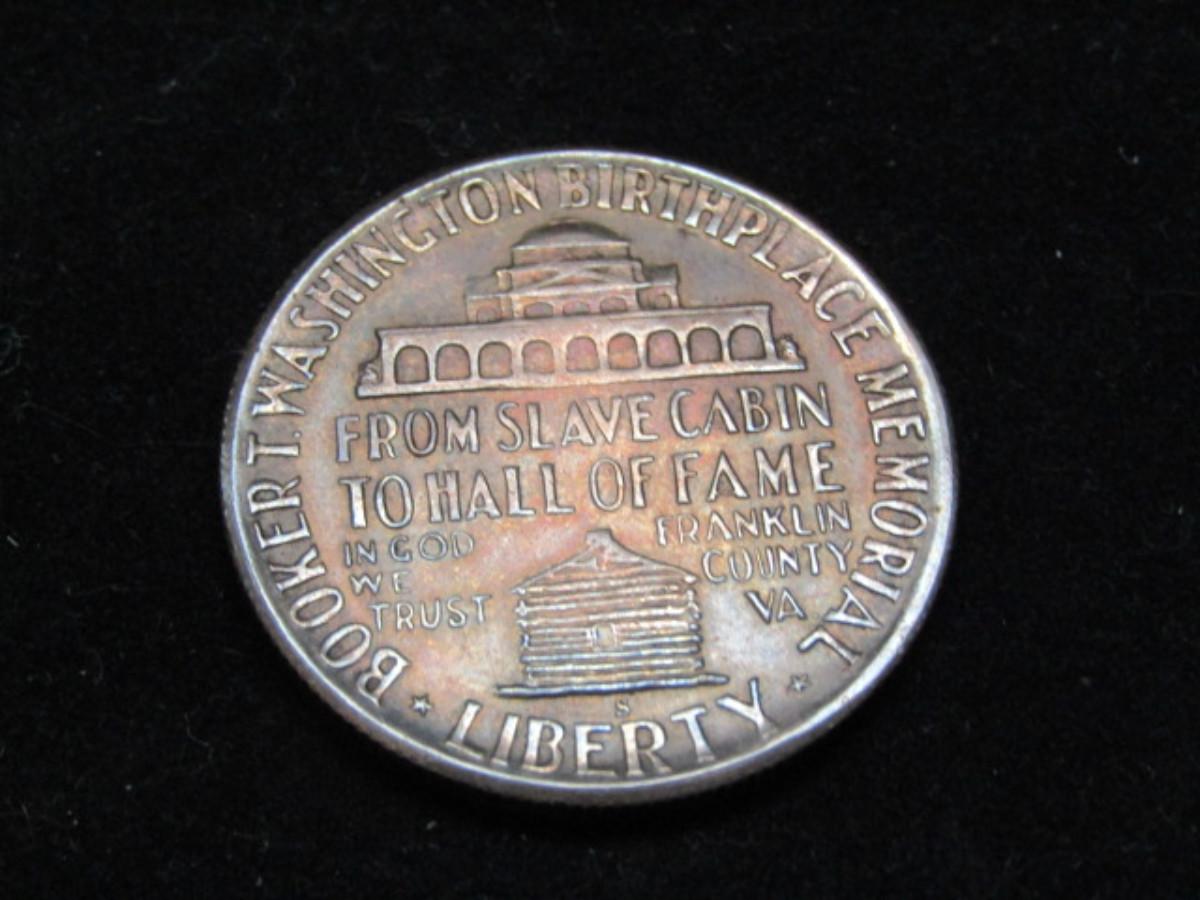 BOOKER T. WASHINGTON BIRTHPLACE MEMORIAL
FROM SLAVE CABIN
TO HALL OF FAME
IN GOD
WE
TRUST
FRANKLIN
COUNTY
VA
S
LIBERTY